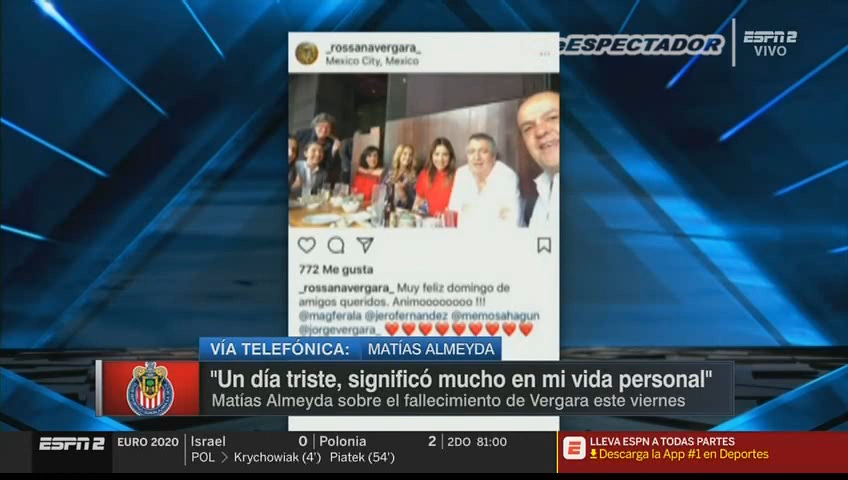 _rossanavergara_
Mexico City, Mexico
ESPECTADOR
ESPN 2
VIVO
772 Me gusta
_rossanavergara_ Muy feliz domingo de
amigos queridos. Animoooooooo !!!
@magferala @jerofernandez @memosahagun
@jorgevergara_
VÍA TELEFÓNICA: MATÍAS ALMEYDA
"Un día triste, significó mucho en mi vida personal"
Matías Almeyda sobre el fallecimiento de Vergara este viernes
ESPN 2
EURO 2020
Israel 0 Polonia 2 2DO 81:00
POL > Krychowiak (4') Piatek (54')
LLEVA ESPN A TODAS PARTES
Descarga la App #1 en Deportes